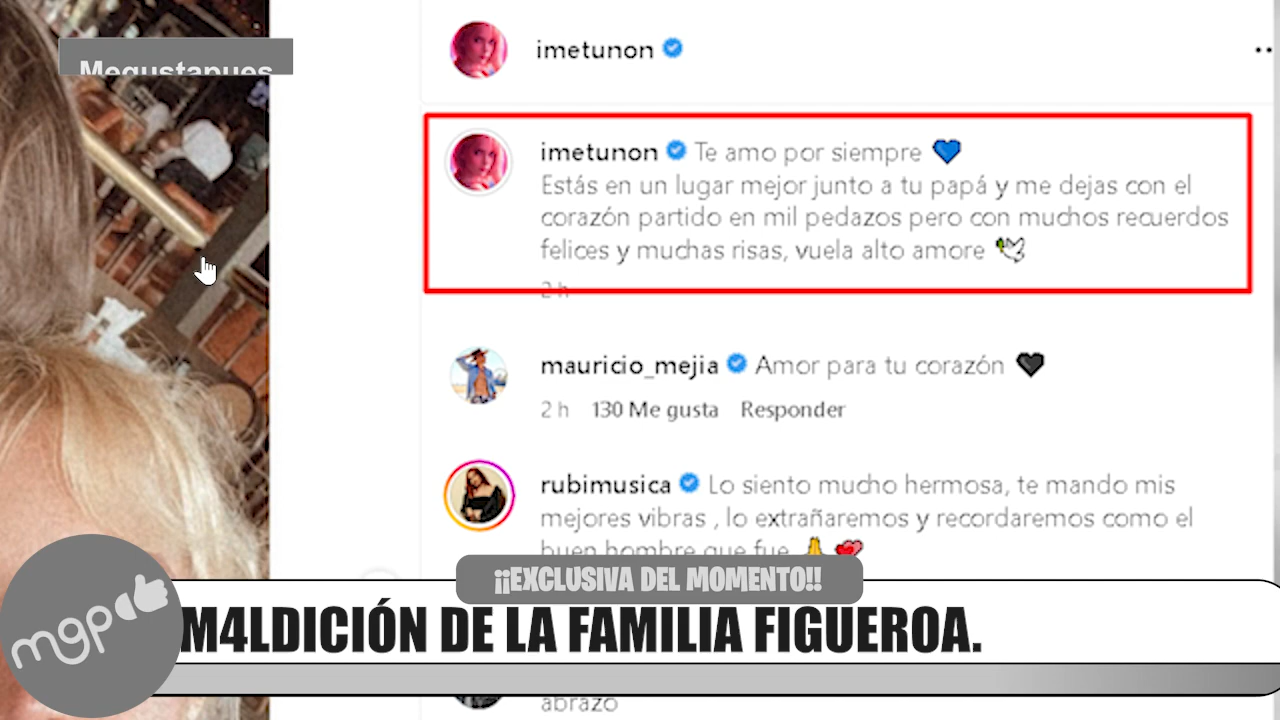 Megustapues
imetunon
imetunon Te amo por siempre
Estás en un lugar mejor junto a tu papá y me dejas con el
corazón partido en mil pedazos pero con muchos recuerdos
felices y muchas risas, vuela alto amore
2 h
mauricio_mejia Amor para tu corazón
2 h 130 Me gusta Responder
rubimusica Lo siento mucho hermosa, te mando mis
mejores vibras , lo extrañaremos y recordaremos como el
buen hombre que fue
¡¡EXCLUSIVA DEL MOMENTO!!
mgp
M4LDICIÓN DE LA FAMILIA FIGUEROA.
abrazo